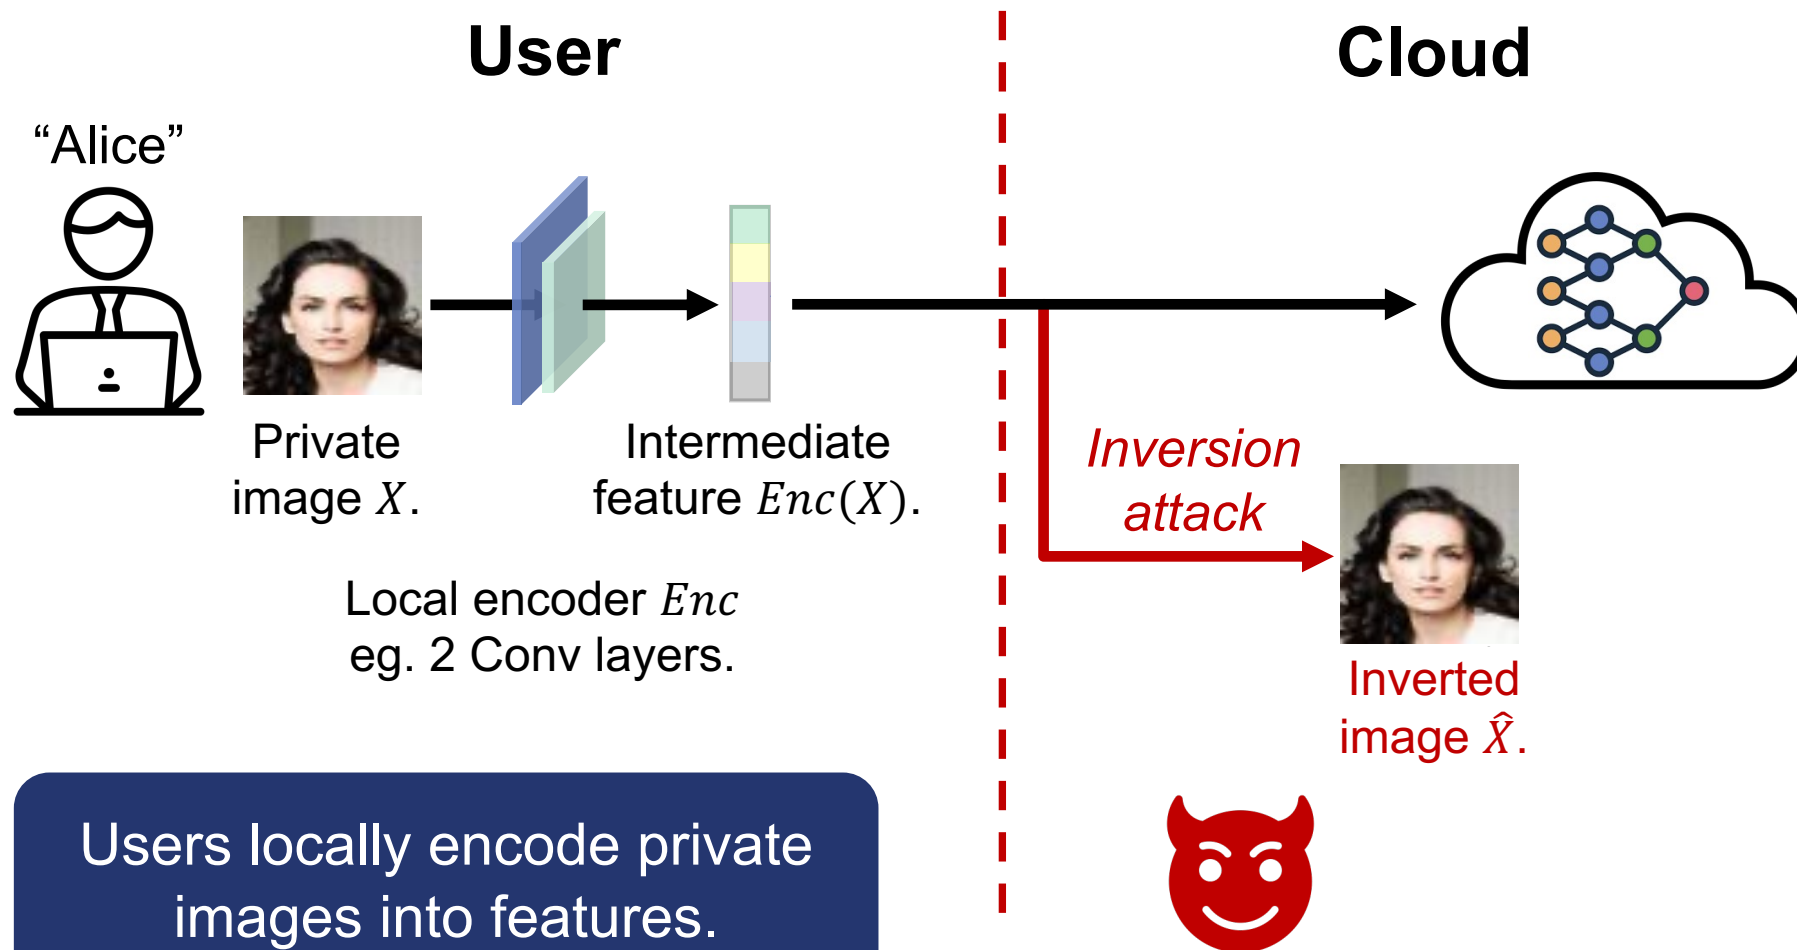 User
Cloud
“Alice”
Private
image X.
Intermediate
feature Enc(X).
Local encoder Enc
eg. 2 Conv layers.
Inversion
attack
Inverted
image X̂.
Users locally encode private
images into features.